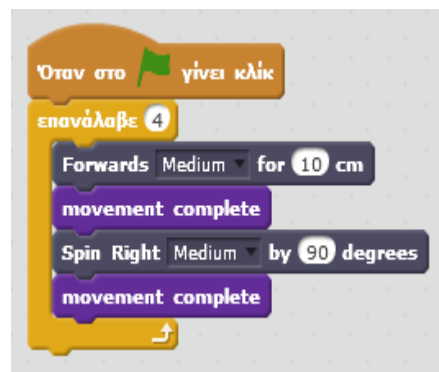 Όταν στο γίνει κλίκ
επανάλαβε 4
Forwards Medium for 10 cm
movement complete
Spin Right Medium by 90 degrees
movement complete